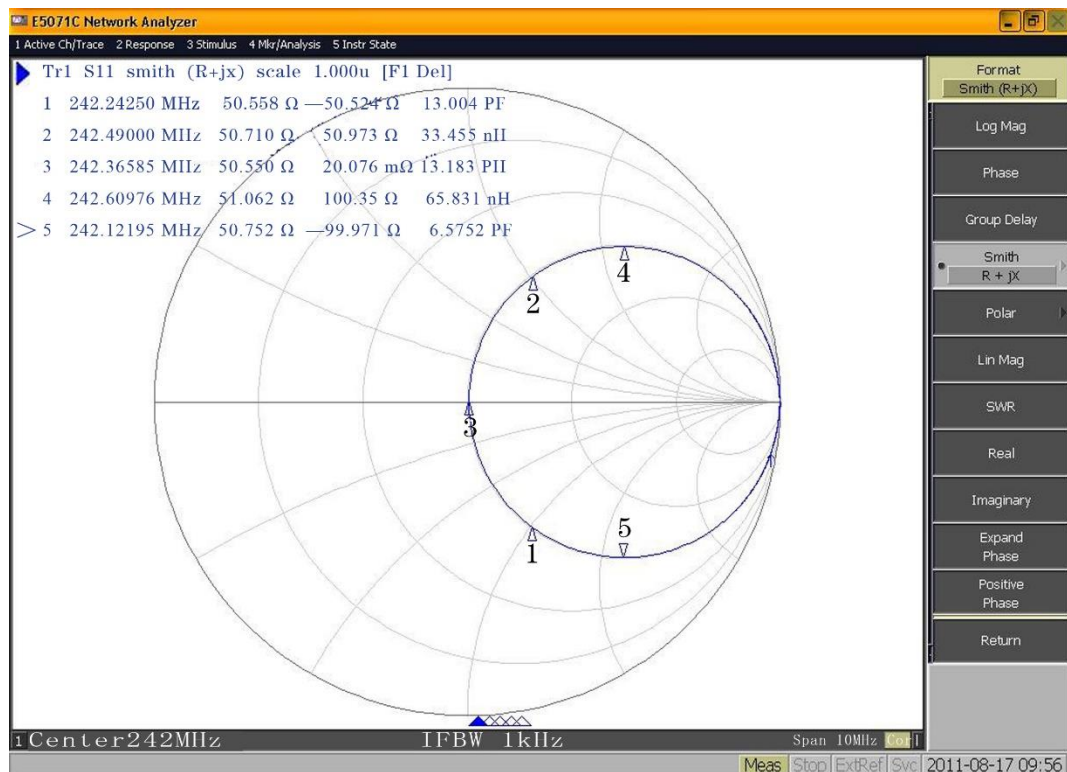 E5071C Network Analyzer
1 Active Ch/Trace 2 Response 3 Stimulus 4 Mkr/Analysis 5 Instr State
Tr1 S11 smith (R+jx) scale 1.000u [F1 Del]
1 242.24250 MHz 50.558 Ω —50.524 Ω 13.004 PF
2 242.49000 MIIz 50.710 Ω 50.973 Ω 33.455 nII
3 242.36585 MIIz 50.550 Ω 20.076 mΩ 13.183 PII
4 242.60976 MHz 51.062 Ω 100.35 Ω 65.831 nH
>5 242.12195 MHz 50.752 Ω —99.971 Ω 6.5752 PF
4
2
3
5
1
1 Center242MHz IFBW 1kHz Span 10MHz Cor
Format
Smith (R+jX)
Log Mag
Phase
Group Delay
Smith
R + jX
Polar
Lin Mag
SWR
Real
Imaginary
Expand
Phase
Positive
Phase
Return
Meas Stop ExtRef Svc 2011-08-17 09:56